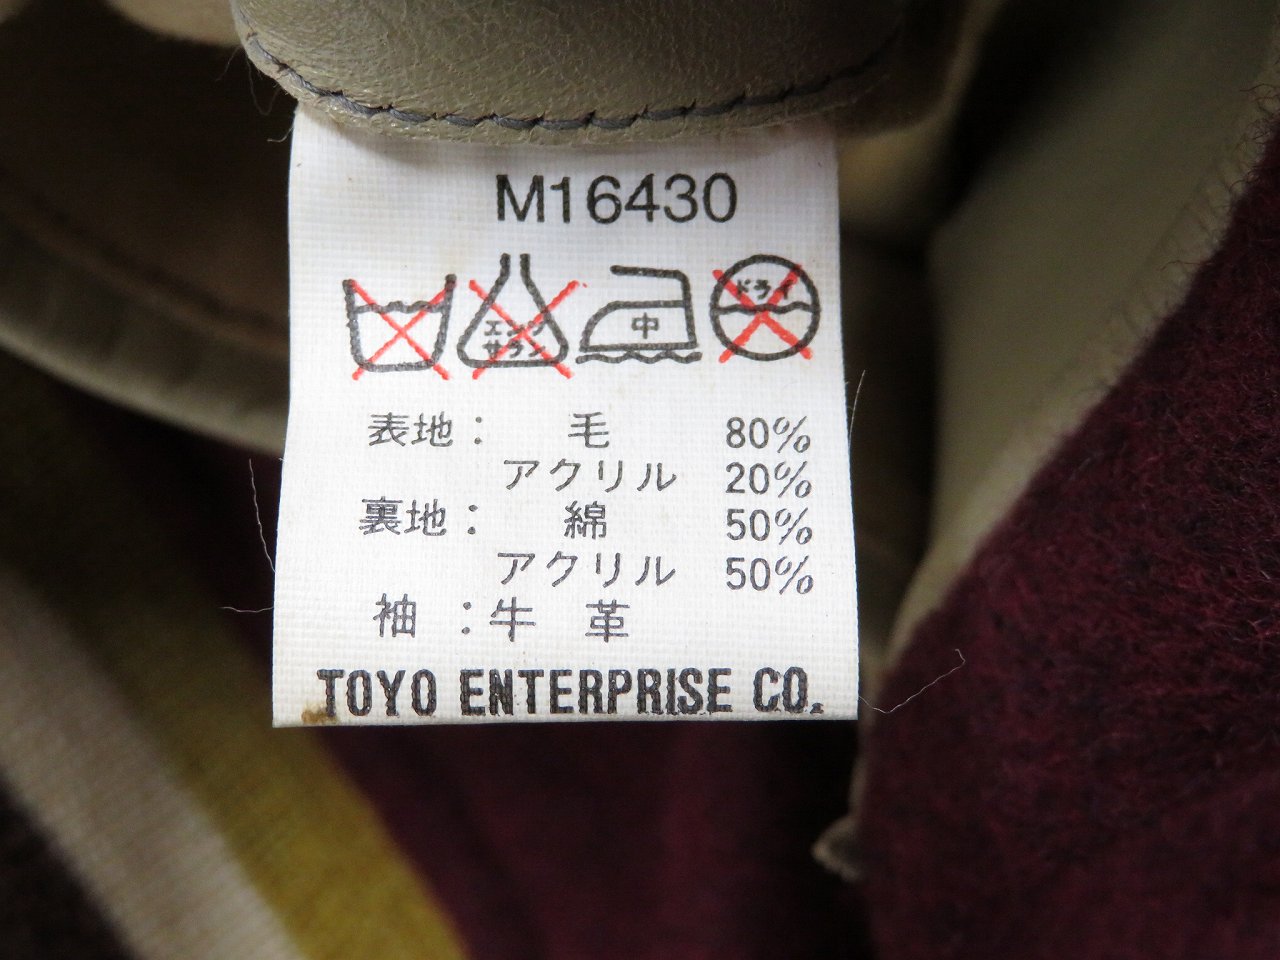 M16430
エンソ
サラシ 中 ドライ
表地： 毛 80%
アクリル 20%
裏地： 綿 50%
アクリル 50%
袖 ：牛 革
TOYO ENTERPRISE CO.